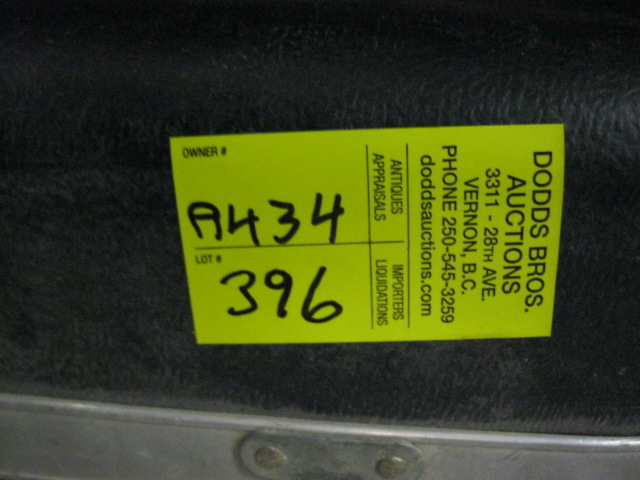 OWNER #
A434
LOT #
396
ANTIQUES
APPRAISALS
IMPORTERS
LIQUIDATIONS
DODDS BROS.
AUCTIONS
3311 - 28TH AVE.
VERNON, B.C.
PHONE 250-545-3259
doddsauctions.com